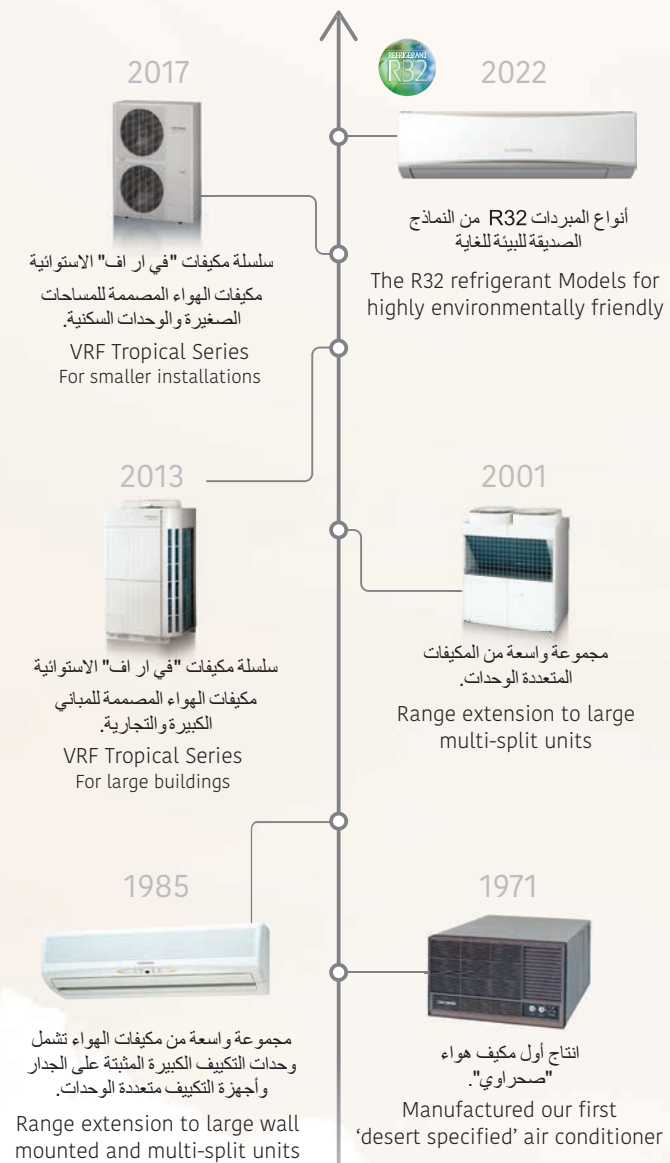 2017
سلسلة مكيفات "في ار اف" الاستوائية
مكيفات الهواء المصممة للمساحات
الصغيرة والوحدات السكنية.
VRF Tropical Series
For smaller installations
REFRIGERANT
R32
2022
أنواع المبردات R32 من النماذج
الصديقة للبيئة للغاية
The R32 refrigerant Models for
highly environmentally friendly
2013
سلسلة مكيفات "في ار اف" الاستوائية
مكيفات الهواء المصممة للمباني
الكبيرة والتجارية.
VRF Tropical Series
For large buildings
2001
مجموعة واسعة من المكيفات
المتعددة الوحدات.
Range extension to large
multi-split units
1985
مجموعة واسعة من مكيفات الهواء تشمل
وحدات التكييف الكبيرة المثبتة على الجدار
وأجهزة التكييف متعددة الوحدات.
Range extension to large wall
mounted and multi-split units
1971
انتاج أول مكيف هواء
"صحراوي".
Manufactured our first
‘desert specified’ air conditioner